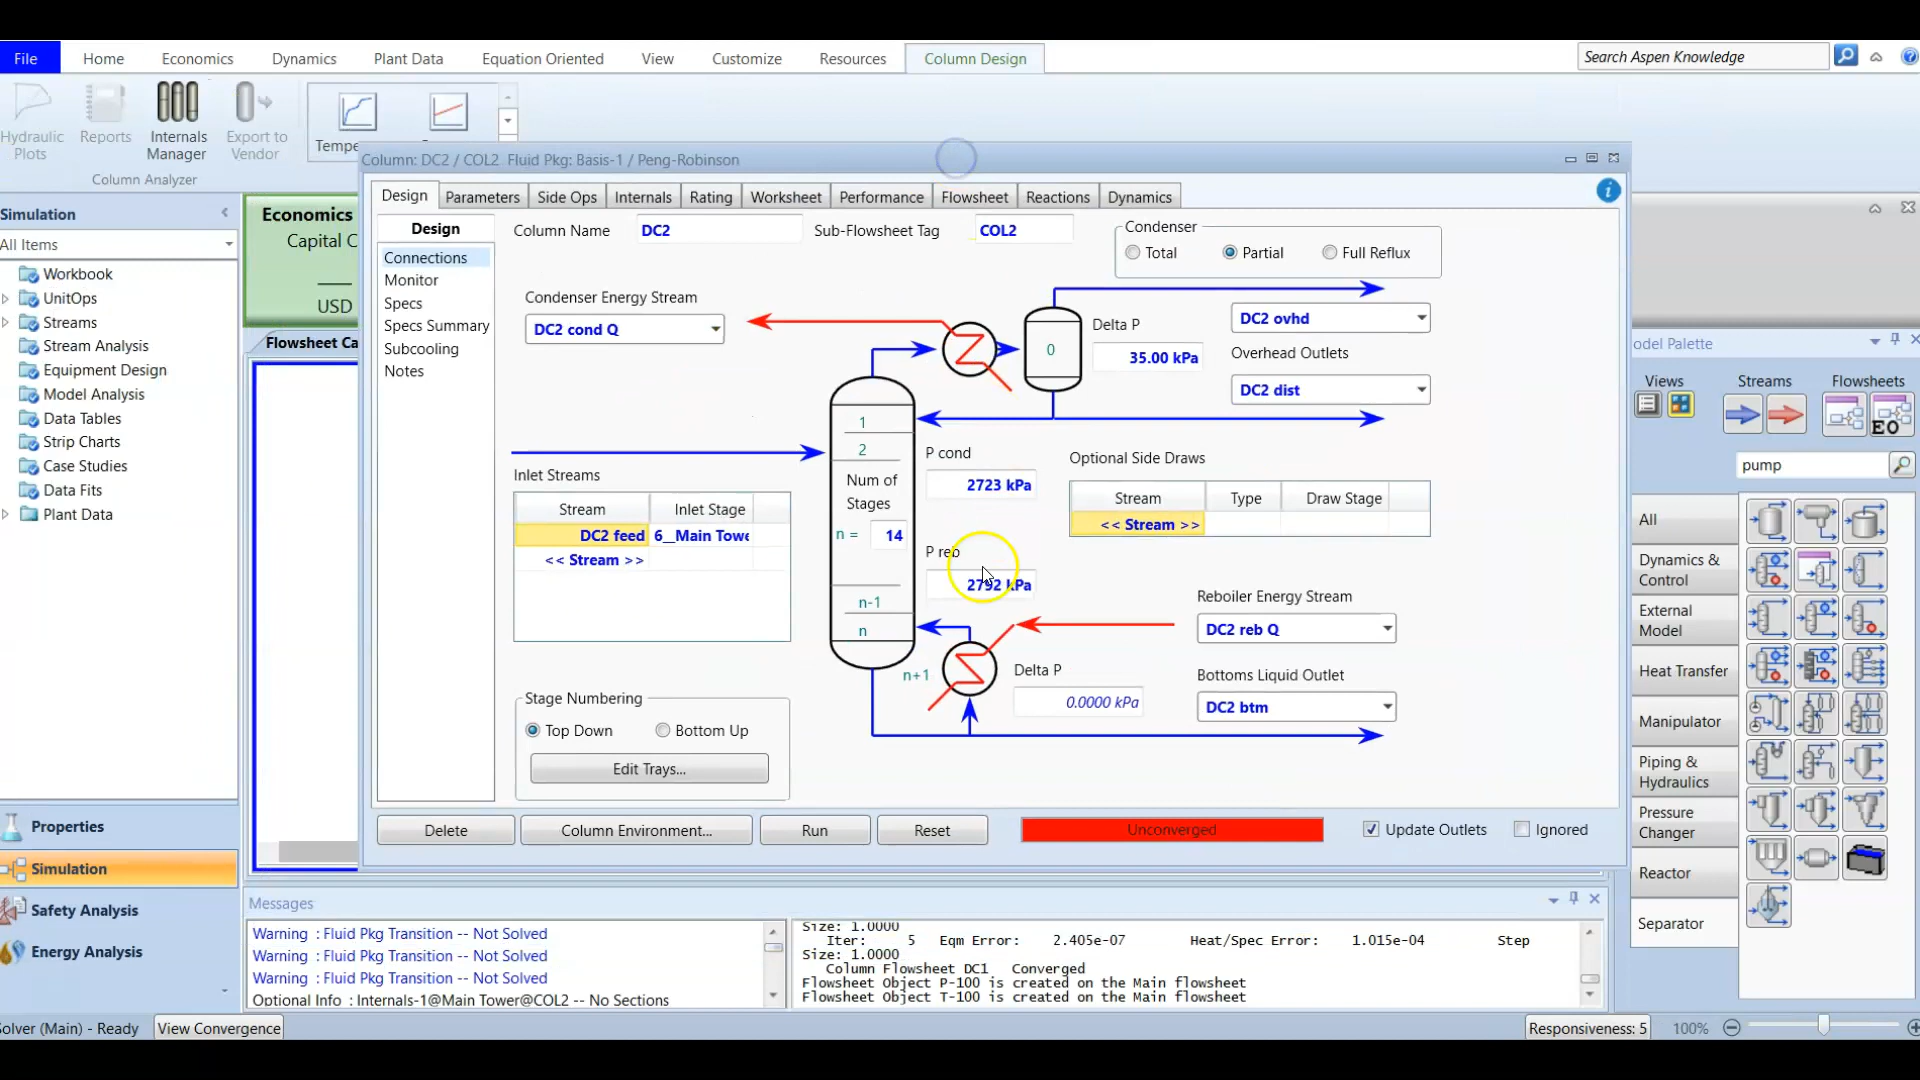 File Home Economics Dynamics Plant Data Equation Oriented View Customize Resources Column Design Search Aspen Knowledge
Hydraulic Plots
Reports
Internals Manager
Export to Vendor
Tempe
Column Analyzer
Column: DC2 / COL2 Fluid Pkg: Basis-1 / Peng-Robinson
Design Parameters Side Ops Internals Rating Worksheet Performance Flowsheet Reactions Dynamics
Simulation
All Items
Workbook
UnitOps
Streams
Stream Analysis
Equipment Design
Model Analysis
Data Tables
Strip Charts
Case Studies
Data Fits
Plant Data
Properties
Simulation
Safety Analysis
Energy Analysis
Economics
Capital C
USD
Flowsheet Ca
Design
Connections
Monitor
Specs
Specs Summary
Subcooling
Notes
Column Name DC2 Sub-Flowsheet Tag COL2
Condenser
Total Partial Full Reflux
Condenser Energy Stream
DC2 cond Q
0
Delta P
35.00 kPa
DC2 ovhd
Overhead Outlets
DC2 dist
1
2
Num of
Stages
n = 14
n-1
n
n+1
P cond
2723 kPa
P reb
2792 kPa
Inlet Streams
Stream Inlet Stage
DC2 feed 6__Main Towe
<< Stream >>
Optional Side Draws
Stream Type Draw Stage
<< Stream >>
Reboiler Energy Stream
DC2 reb Q
Delta P
0.0000 kPa
Bottoms Liquid Outlet
DC2 btm
Stage Numbering
Top Down Bottom Up
Edit Trays...
Delete Column Environment... Run Reset Unconverged Update Outlets Ignored
odel Palette
Views Streams Flowsheets
EO
pump
All
Dynamics & Control
External Model
Heat Transfer
Manipulator
Piping & Hydraulics
Pressure Changer
Reactor
Separator
Messages
Warning : Fluid Pkg Transition -- Not Solved
Warning : Fluid Pkg Transition -- Not Solved
Warning : Fluid Pkg Transition -- Not Solved
Optional Info : Internals-1@Main Tower@COL2 -- No Sections
Size: 1.0000
Iter: 5 Eqm Error: 2.405e-07 Heat/Spec Error: 1.015e-04 Step
Size: 1.0000
Column Flowsheet DC1 Converged
Flowsheet Object P-100 is created on the Main flowsheet
Flowsheet Object T-100 is created on the Main flowsheet
Solver (Main) - Ready View Convergence Responsiveness: 5 100%